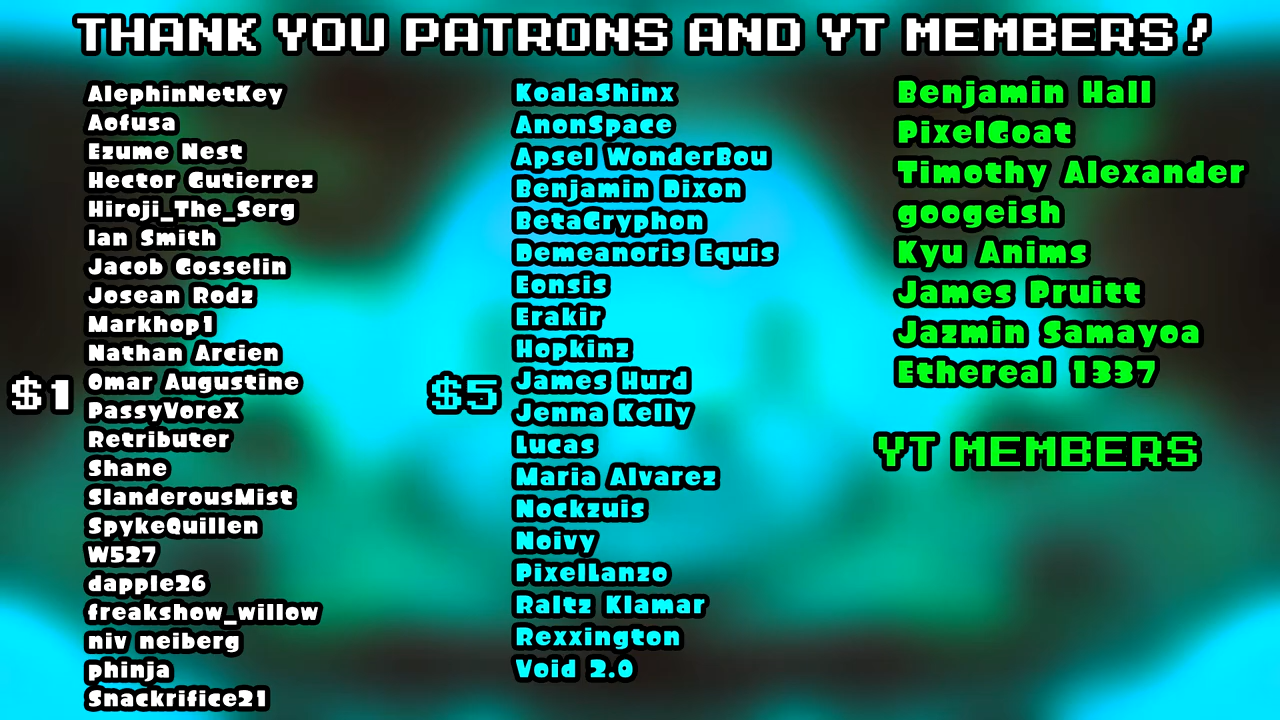 THANK YOU PATRONS AND YT MEMBERS!
$1
AlephinNetKey
Aofusa
Ezume Nest
Hector Gutierrez
Hiroji_The_Serg
Ian Smith
Jacob Gosselin
Josean Rodz
Markhop1
Nathan Arcien
Omar Augustine
PassyVoreX
Retributer
Shane
SlanderousMist
SpykeQuillen
W527
dapple26
freakshow_willow
niv neiberg
phinja
Snackrifice21
$5
KoalaShinx
AnonSpace
Apsel WonderBou
Benjamin Dixon
BetaGryphon
Demeanoris Equis
Eonsis
Erakir
Hopkinz
James Hurd
Jenna Kelly
Lucas
Maria Alvarez
Nockzuis
Noivy
PixelLanzo
Raltz Klamar
Rexxington
Void 2.0
Benjamin Hall
PixelGoat
Timothy Alexander
googeish
Kyu Anims
James Pruitt
Jazmin Samayoa
Ethereal 1337
YT MEMBERS